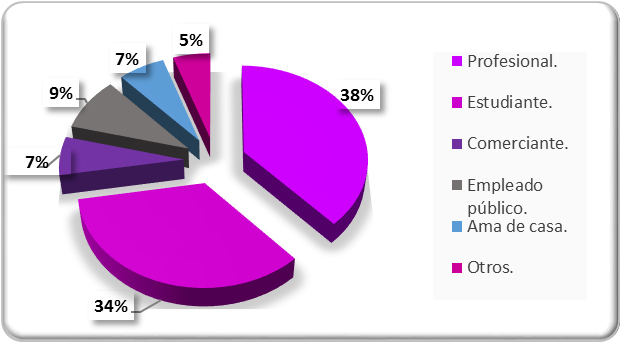 5%
7%
38%
9%
7%
34%
Profesional.
Estudiante.
Comerciante.
Empleado
público.
Ama de casa.
Otros.